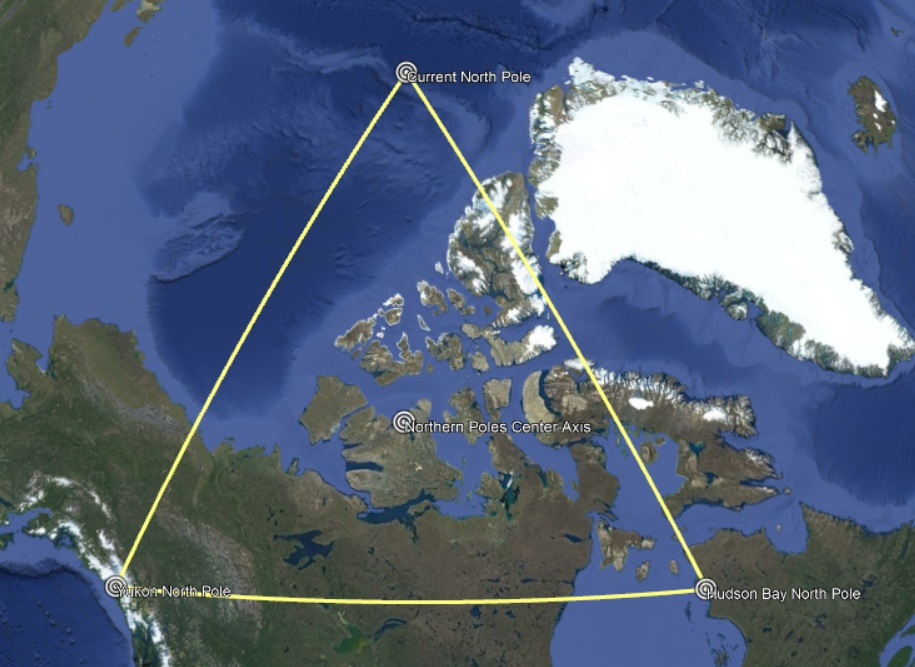 Current North Pole
Northern Poles Center Axis
Yukon North Pole
Hudson Bay North Pole